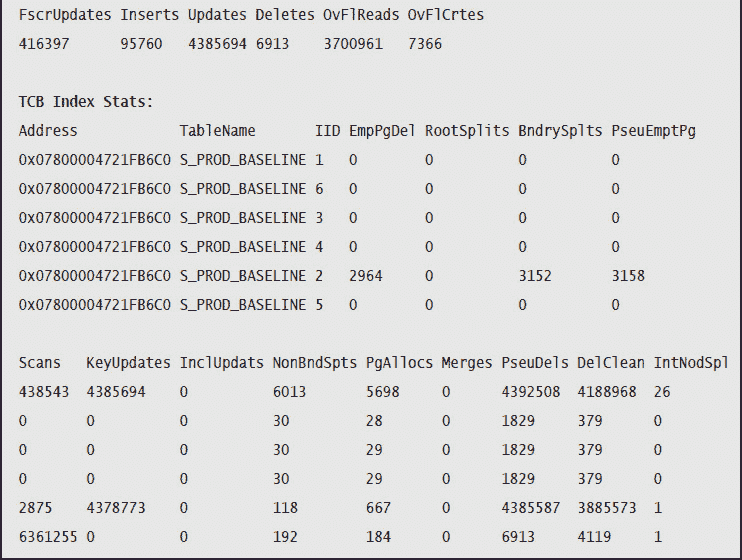 FscrUpdates Inserts Updates Deletes OvFlReads OvFlCrtes
416397 95760 4385694 6913 3700961 7366
TCB Index Stats:
Address TableName IID EmpPgDel RootSplits BndrySplts PseuEmptPg
0x07800004721FB6C0 S_PROD_BASELINE 1 0 0 0 0
0x07800004721FB6C0 S_PROD_BASELINE 6 0 0 0 0
0x07800004721FB6C0 S_PROD_BASELINE 3 0 0 0 0
0x07800004721FB6C0 S_PROD_BASELINE 4 0 0 0 0
0x07800004721FB6C0 S_PROD_BASELINE 2 2964 0 3152 3158
0x07800004721FB6C0 S_PROD_BASELINE 5 0 0 0 0
Scans KeyUpdates InclUpdats NonBndSpts PgAllocs Merges PseuDels DelClean IntNodSpl
438543 4385694 0 6013 5698 0 4392508 4188968 26
0 0 0 30 28 0 1829 379 0
0 0 0 30 29 0 1829 379 0
0 0 0 30 29 0 1829 379 0
2875 4378773 0 118 667 0 4385587 3885573 1
6361255 0 0 192 184 0 6913 4119 1